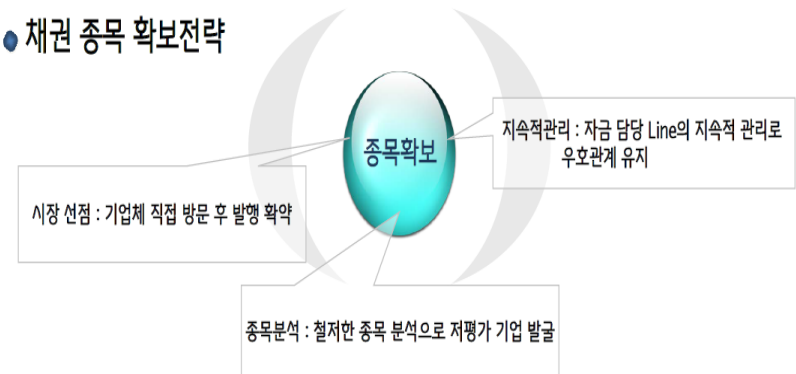 채권 종목 확보전략
종목확보
지속적관리 : 자금 담당 Line의 지속적 관리로
우호관계 유지
시장 선점 : 기업체 직접 방문 후 발행 확약
종목분석 : 철저한 종목 분석으로 저평가 기업 발굴